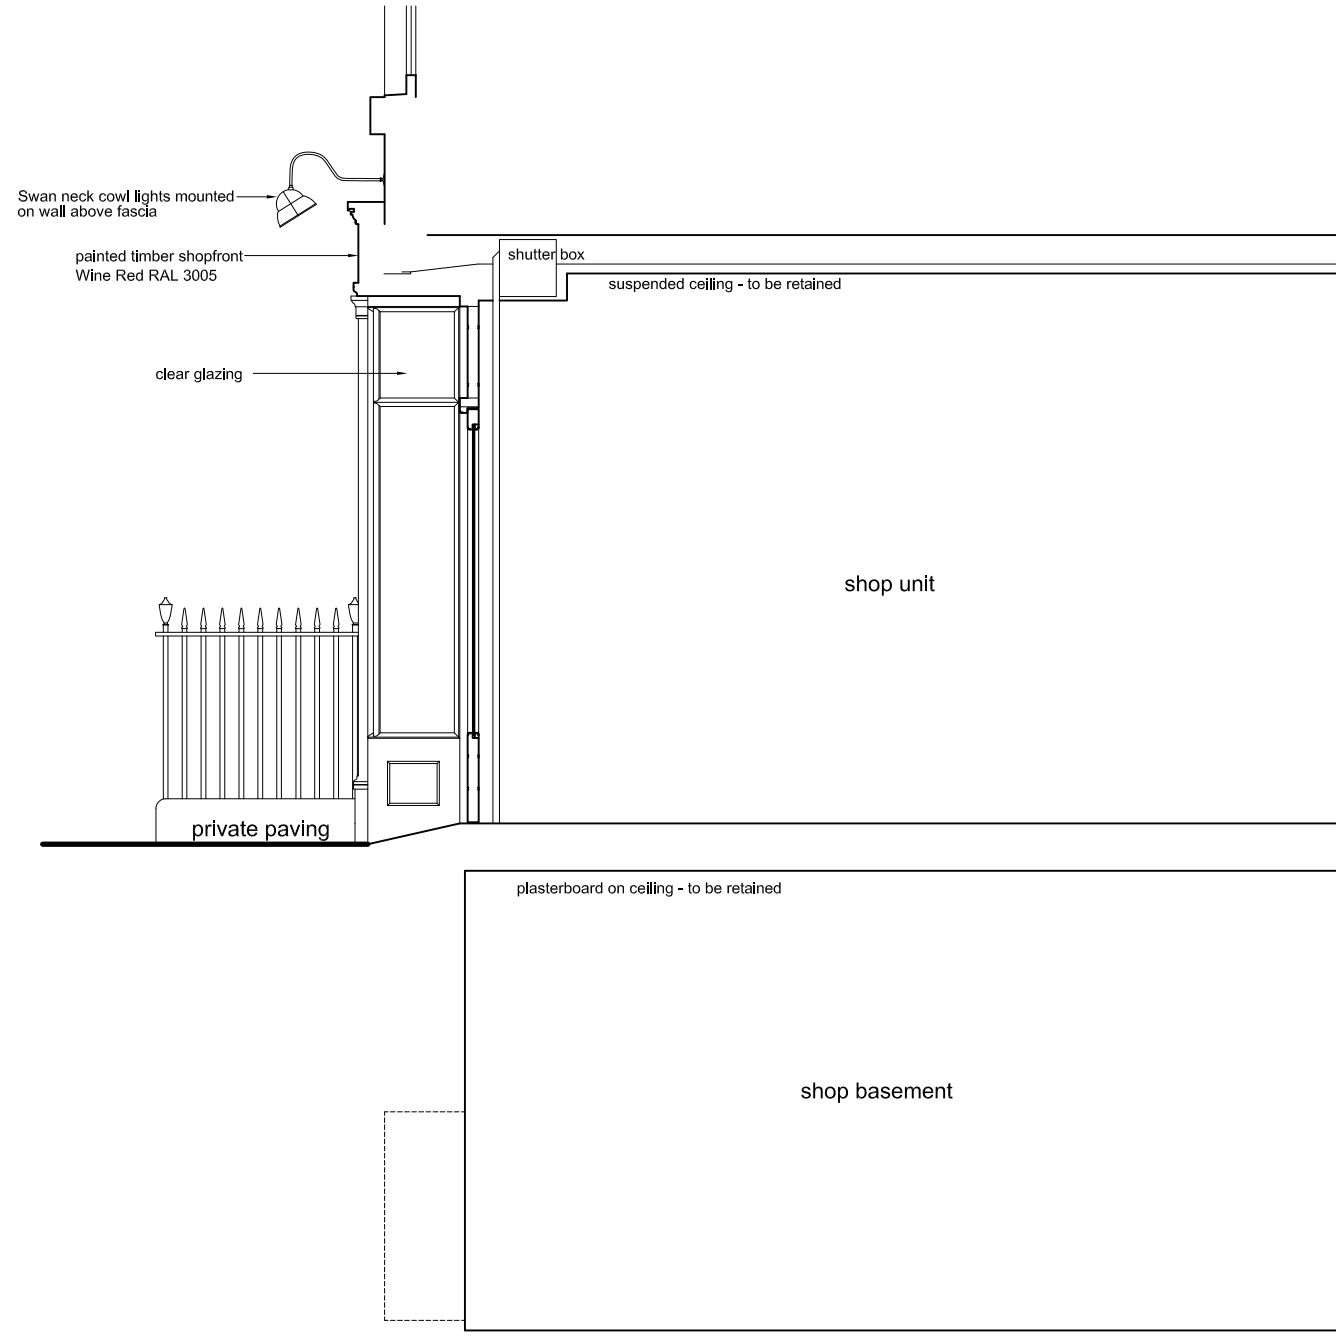 Swan neck cowl lights mounted
on wall above fascia
painted timber shopfront
Wine Red RAL 3005
shutter box
suspended ceiling - to be retained
clear glazing
shop unit
private paving
plasterboard on ceiling - to be retained
shop basement